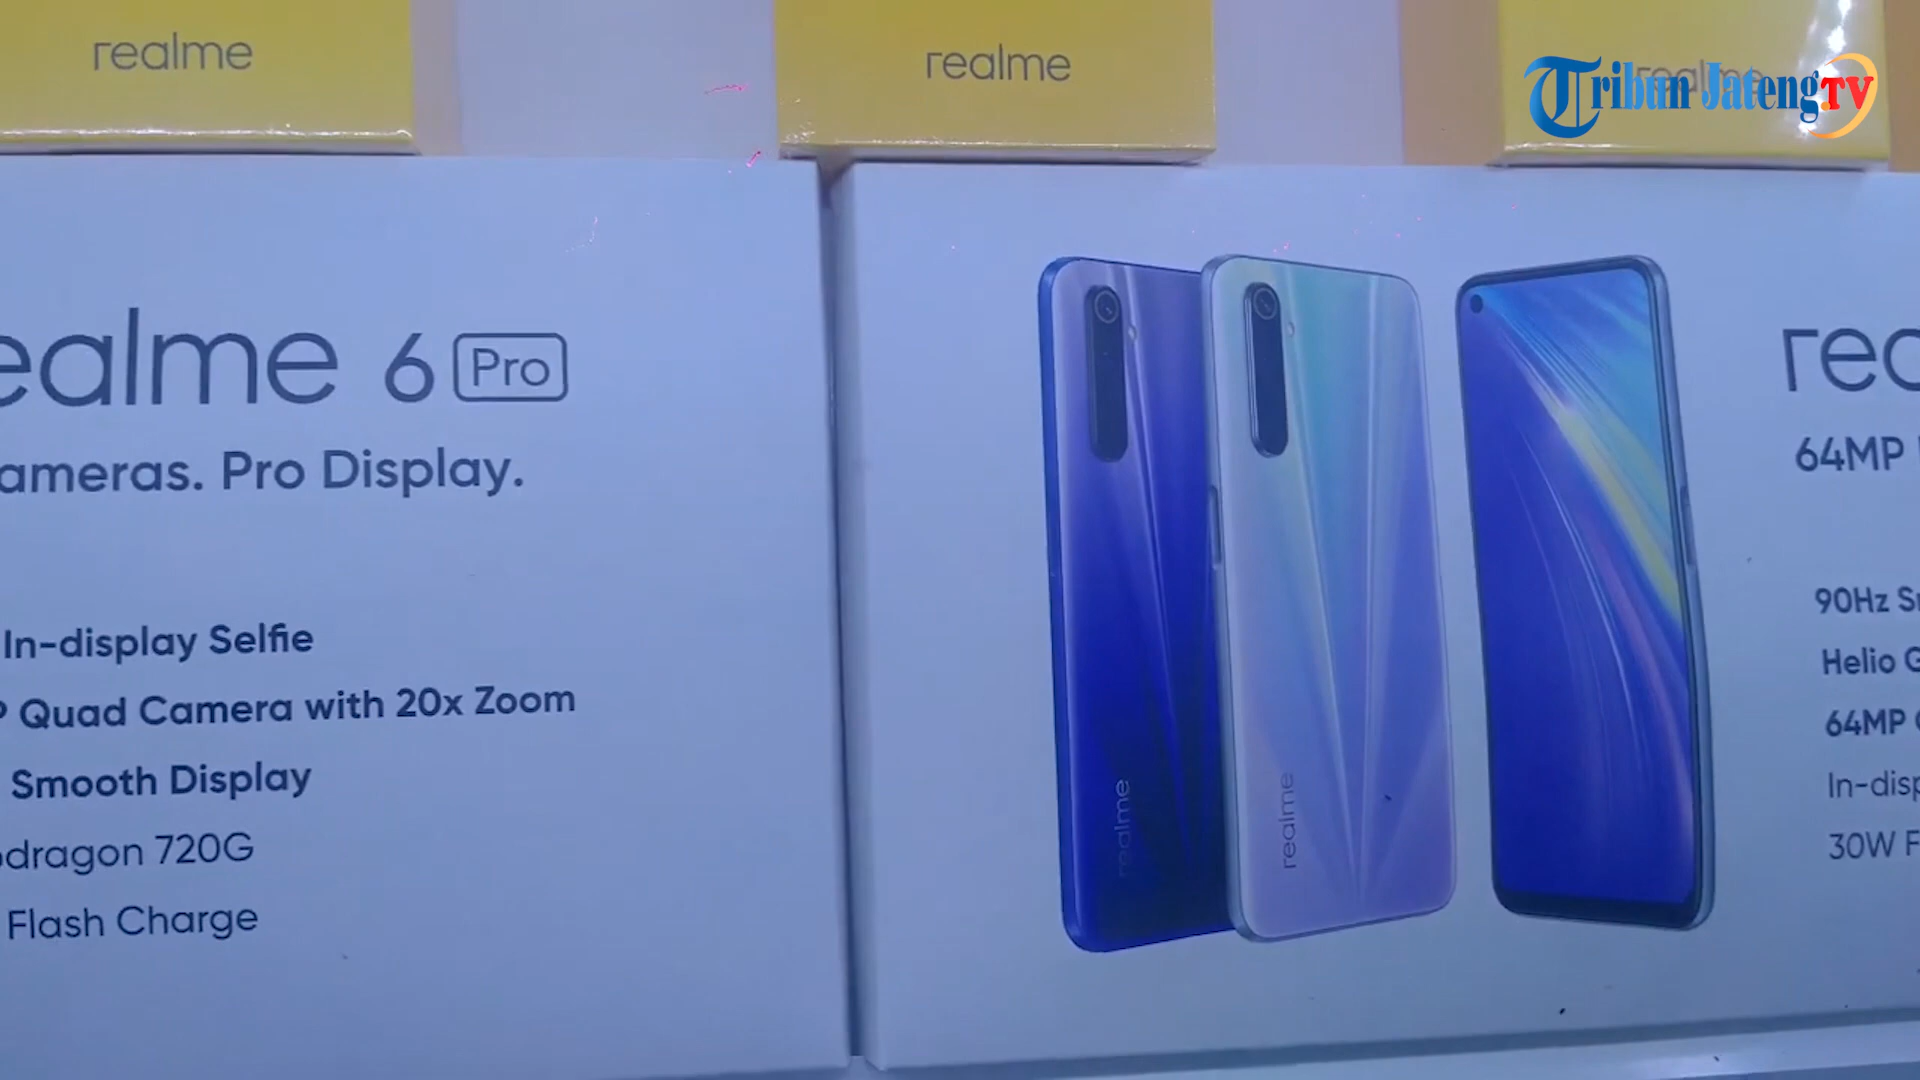 realme
realme
realme
Tribun Jateng TV
ealme 6 Pro
ameras. Pro Display.
In-display Selfie
P Quad Camera with 20x Zoom
Smooth Display
dragon 720G
Flash Charge
realme
realme
rea
64MP
90Hz S
Helio G
64MP
In-disp
30W F